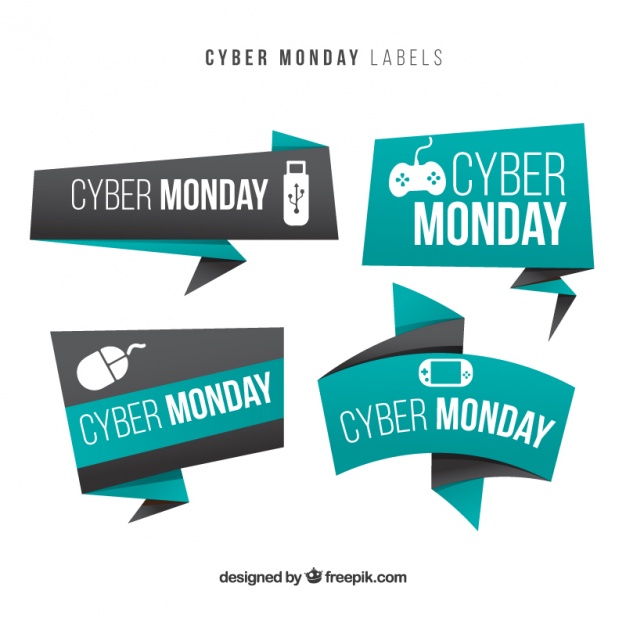 CYBER MONDAY LABELS
CYBER MONDAY
CYBER
MONDAY
CYBER MONDAY
CYBER MONDAY
designed by freepik.com